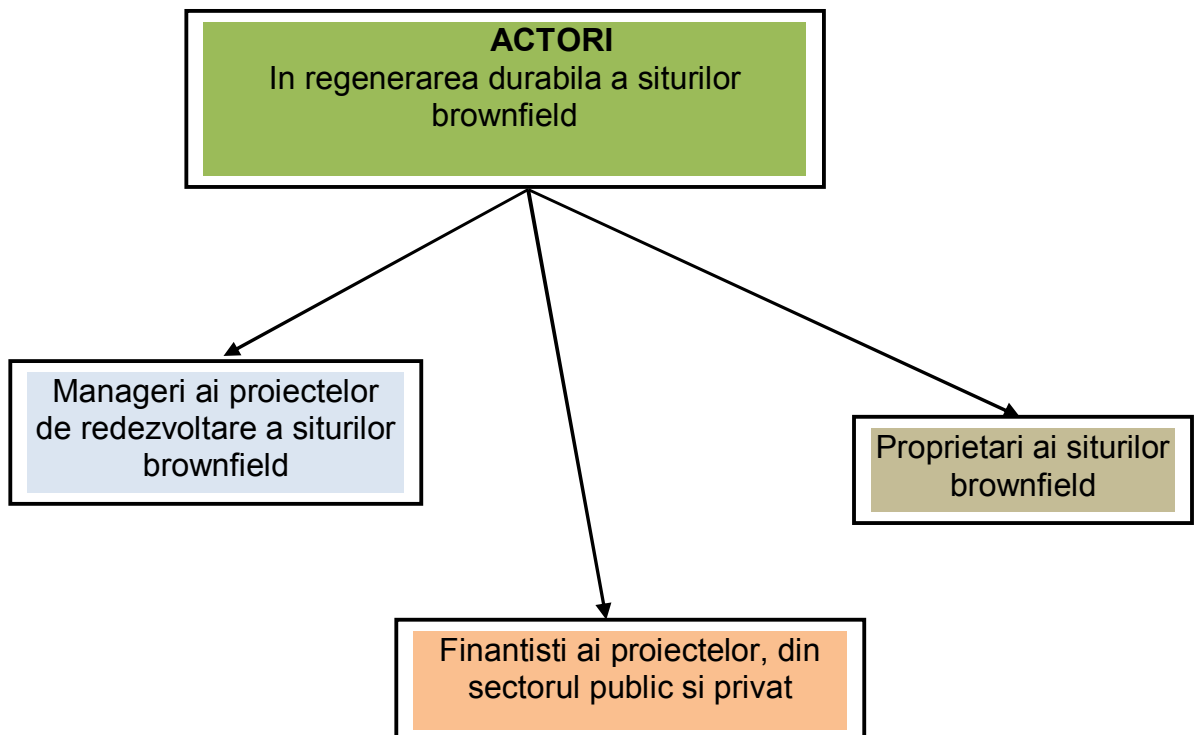 ACTORI
In regenerarea durabila a siturilor
brownfield
Manageri ai proiectelor
de redezvoltare a siturilor
brownfield
Proprietari ai siturilor
brownfield
Finantisti ai proiectelor, din
sectorul public si privat